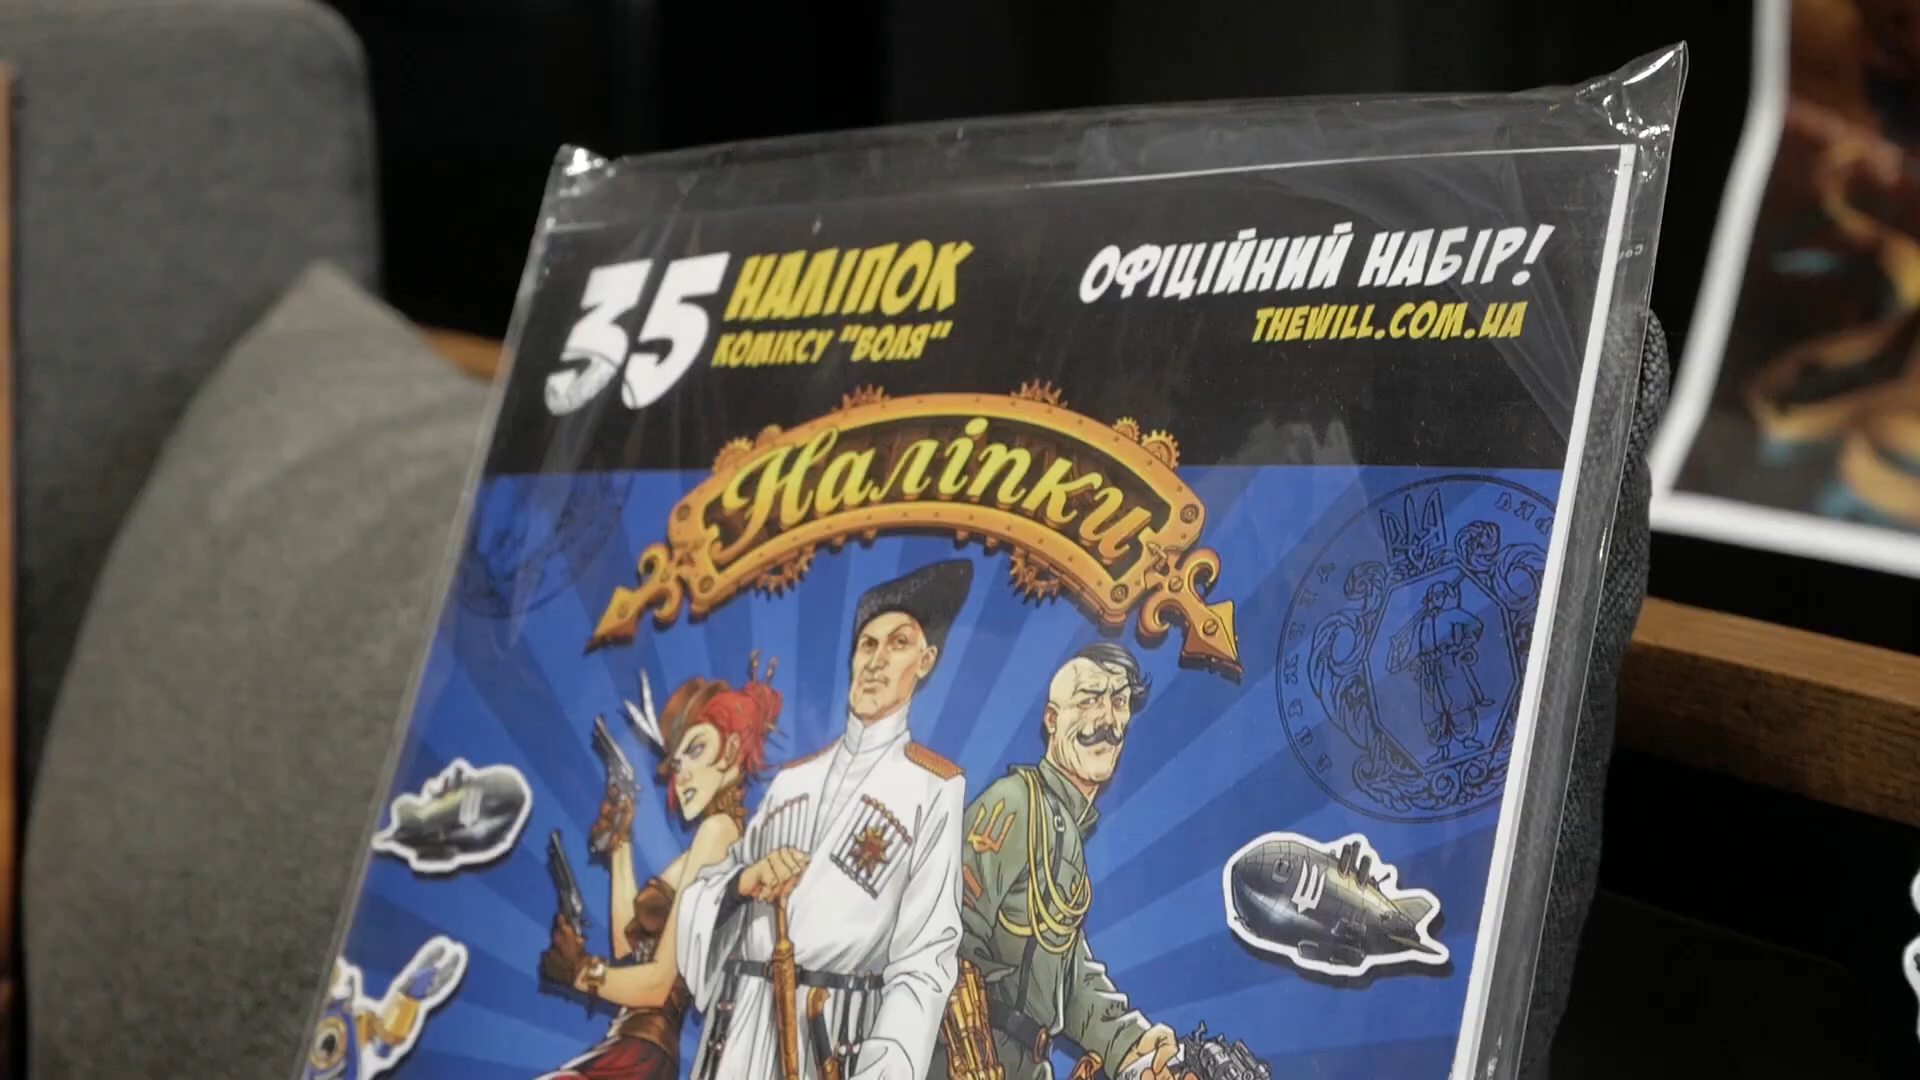 35 НАЛІПОК
КОМІКСУ "ВОЛЯ"
ОФІЦІЙНИЙ НАБІР!
THEWILL.COM.UA
Наліпки